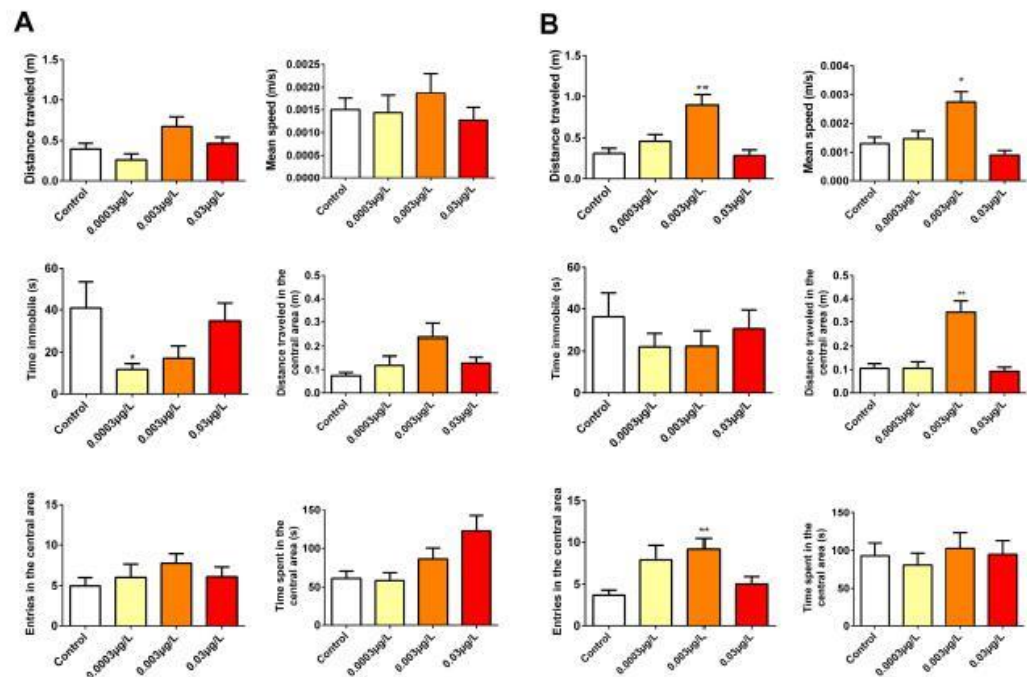 A
B
Distance traveled (m)
1.5
1.0
0.5
0.0
Control
0.0003µg/L
0.003µg/L
0.03µg/L
Mean speed (m/s)
0.0025
0.0020
0.0015
0.0010
0.0005
0.0000
Control
0.0003µg/L
0.003µg/L
0.03µg/L
Distance traveled (m)
1.5
1.0
0.5
0.0
**
Control
0.0003µg/L
0.003µg/L
0.03µg/L
Mean speed (m/s)
0.004
0.003
0.002
0.001
0.000
*
Control
0.0003µg/L
0.003µg/L
0.03µg/L
Time immobile (s)
60
40
20
0
*
Control
0.0003µg/L
0.003µg/L
0.03µg/L
Distance traveled in the
central area (m)
0.5
0.4
0.3
0.2
0.1
0.0
Control
0.0003µg/L
0.003µg/L
0.03µg/L
Time immobile (s)
60
40
20
0
Control
0.0003µg/L
0.003µg/L
0.03µg/L
Distance traveled in the
central area (m)
0.5
0.4
0.3
0.2
0.1
0.0
**
Control
0.0003µg/L
0.003µg/L
0.03µg/L
Entries in the central area
15
10
5
0
Control
0.0003µg/L
0.003µg/L
0.03µg/L
Time spent in the
central area (s)
150
100
50
0
Control
0.0003µg/L
0.003µg/L
0.03µg/L
Entries in the central area
15
10
5
0
**
Control
0.0003µg/L
0.003µg/L
0.03µg/L
Time spent in the
central area (s)
150
100
50
0
Control
0.0003µg/L
0.003µg/L
0.03µg/L